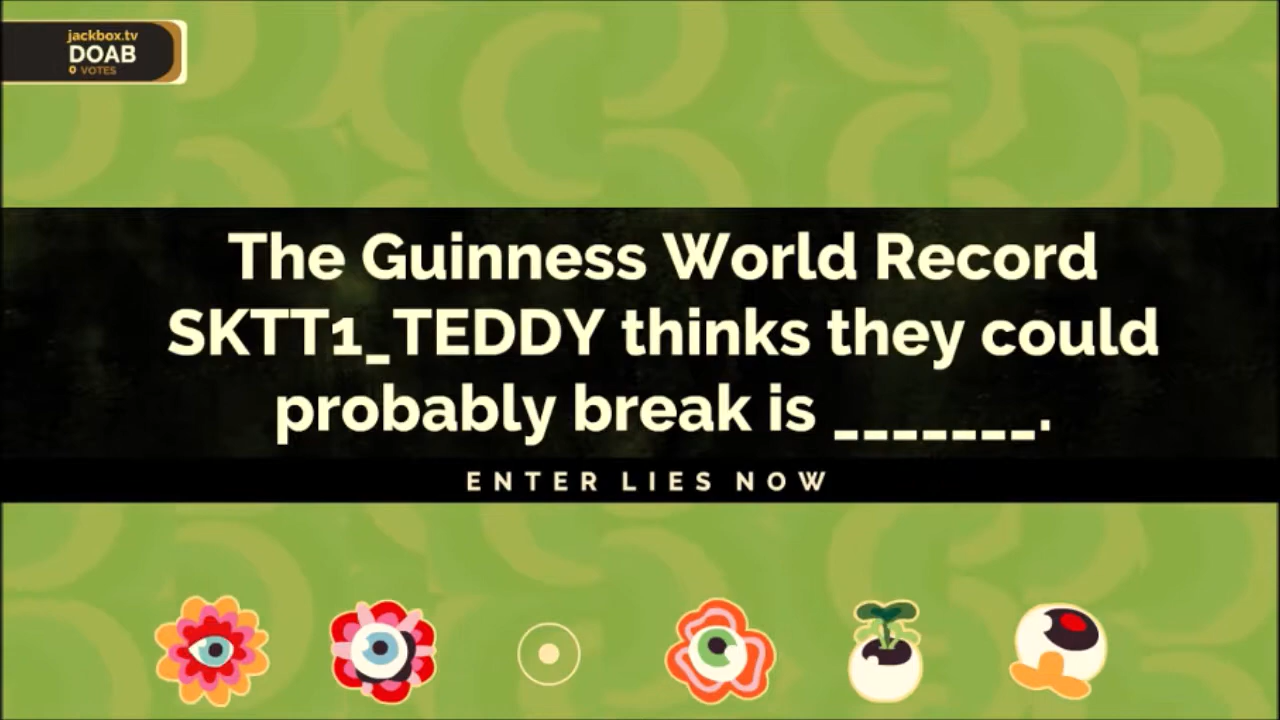 jackbox.tv
DOAB
0 VOTES
The Guinness World Record
SKTT1_TEDDY thinks they could
probably break is _______.
ENTER LIES NOW